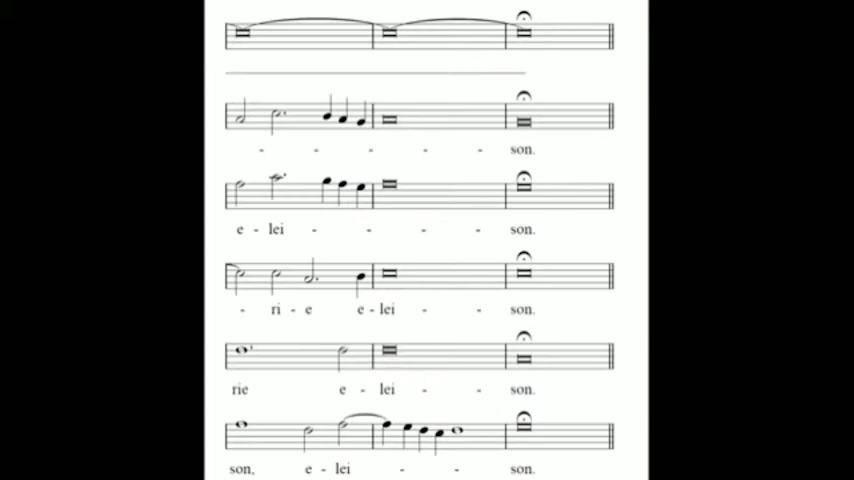 - - - - - son.
e - lei - - - - son.
- ri - e e - lei - - son.
rie e - lei - - son.
son, e - lei - - son.